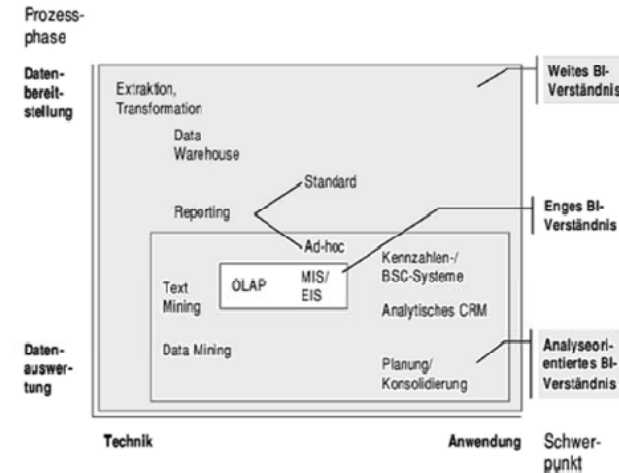 Prozess-
phase
Daten-
bereit-
stellung
Extraktion,
Transformation
Data
Warehouse
Reporting
Standard
Ad-hoc
Text
Mining
OLAP
MIS/
EIS
Kennzahlen-/
BSC-Systeme
Analytisches CRM
Data Mining
Planung/
Konsolidierung
Weites BI-
Verständnis
Enges BI-
Verständnis
Analyseori-
entiertes BI-
Verständnis
Daten-
auswer-
tung
Technik
Anwendung
Schwer-
punkt